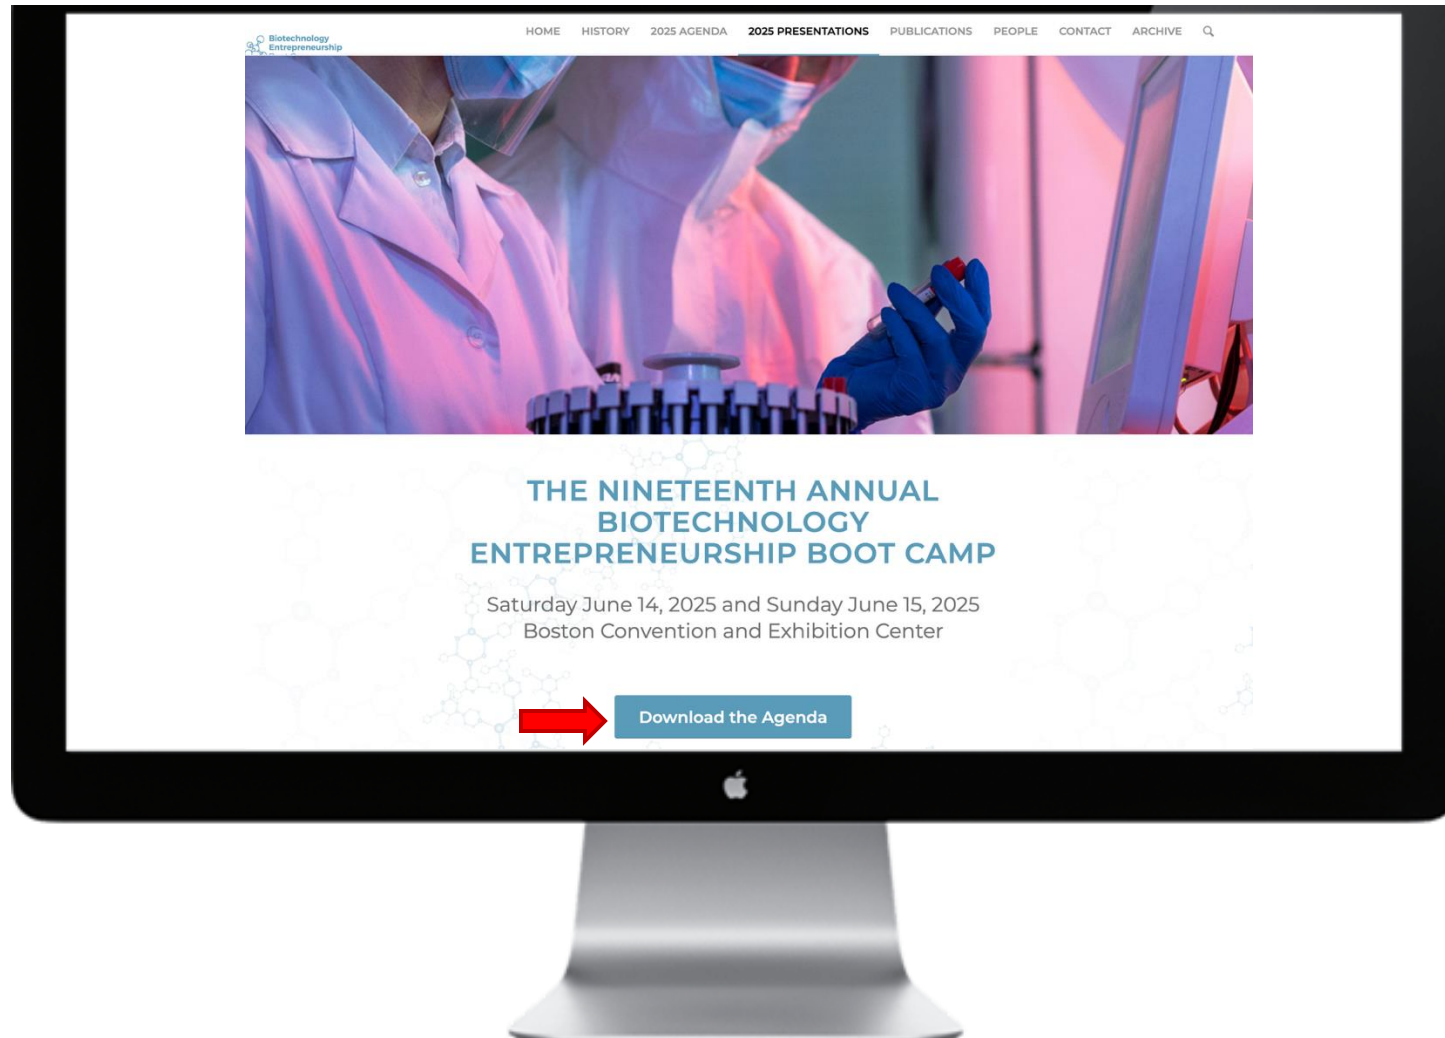 Biotechnology
Entrepreneurship
HOME HISTORY 2025 AGENDA 2025 PRESENTATIONS PUBLICATIONS PEOPLE CONTACT ARCHIVE
THE NINETEENTH ANNUAL
BIOTECHNOLOGY
ENTREPRENEURSHIP BOOT CAMP
Saturday June 14, 2025 and Sunday June 15, 2025
Boston Convention and Exhibition Center
Download the Agenda